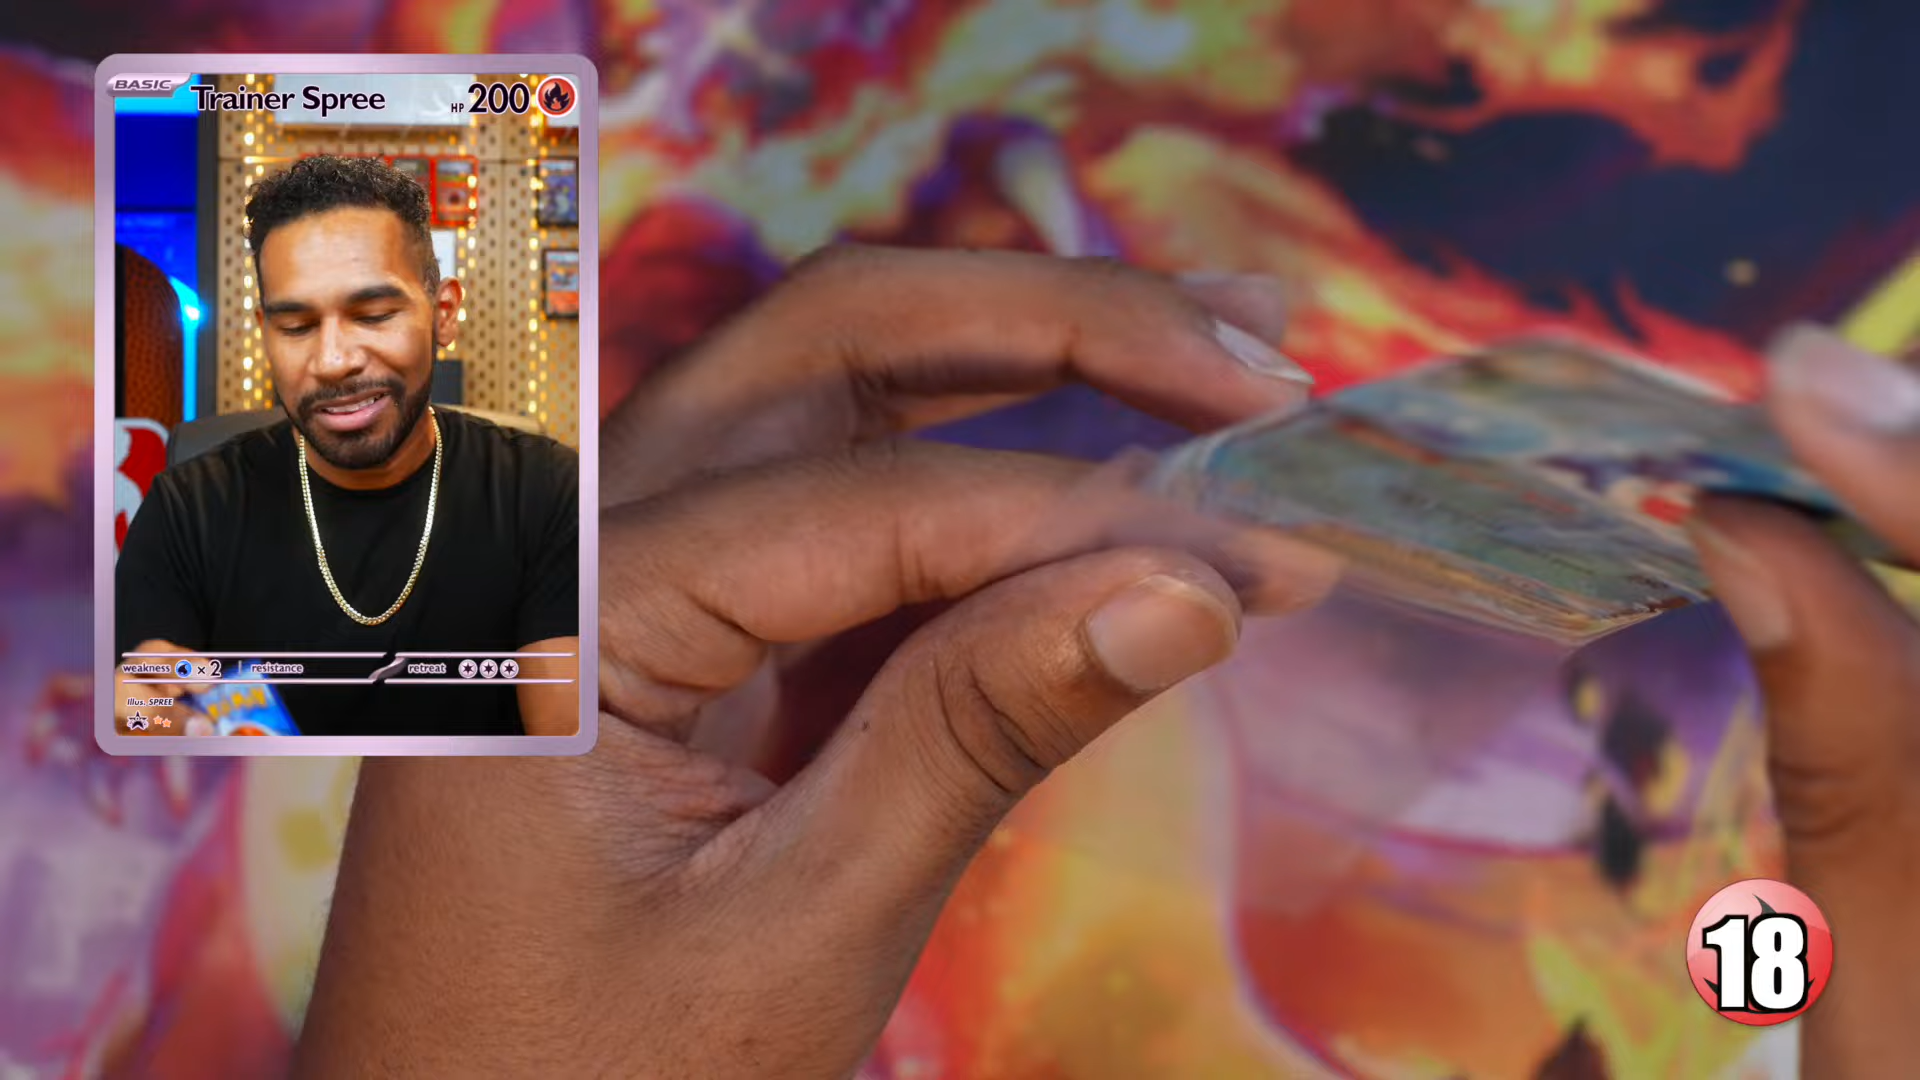 BASIC
Trainer Spree
HP 200
weakness × 2 resistance retreat
Illus. SPREE
18